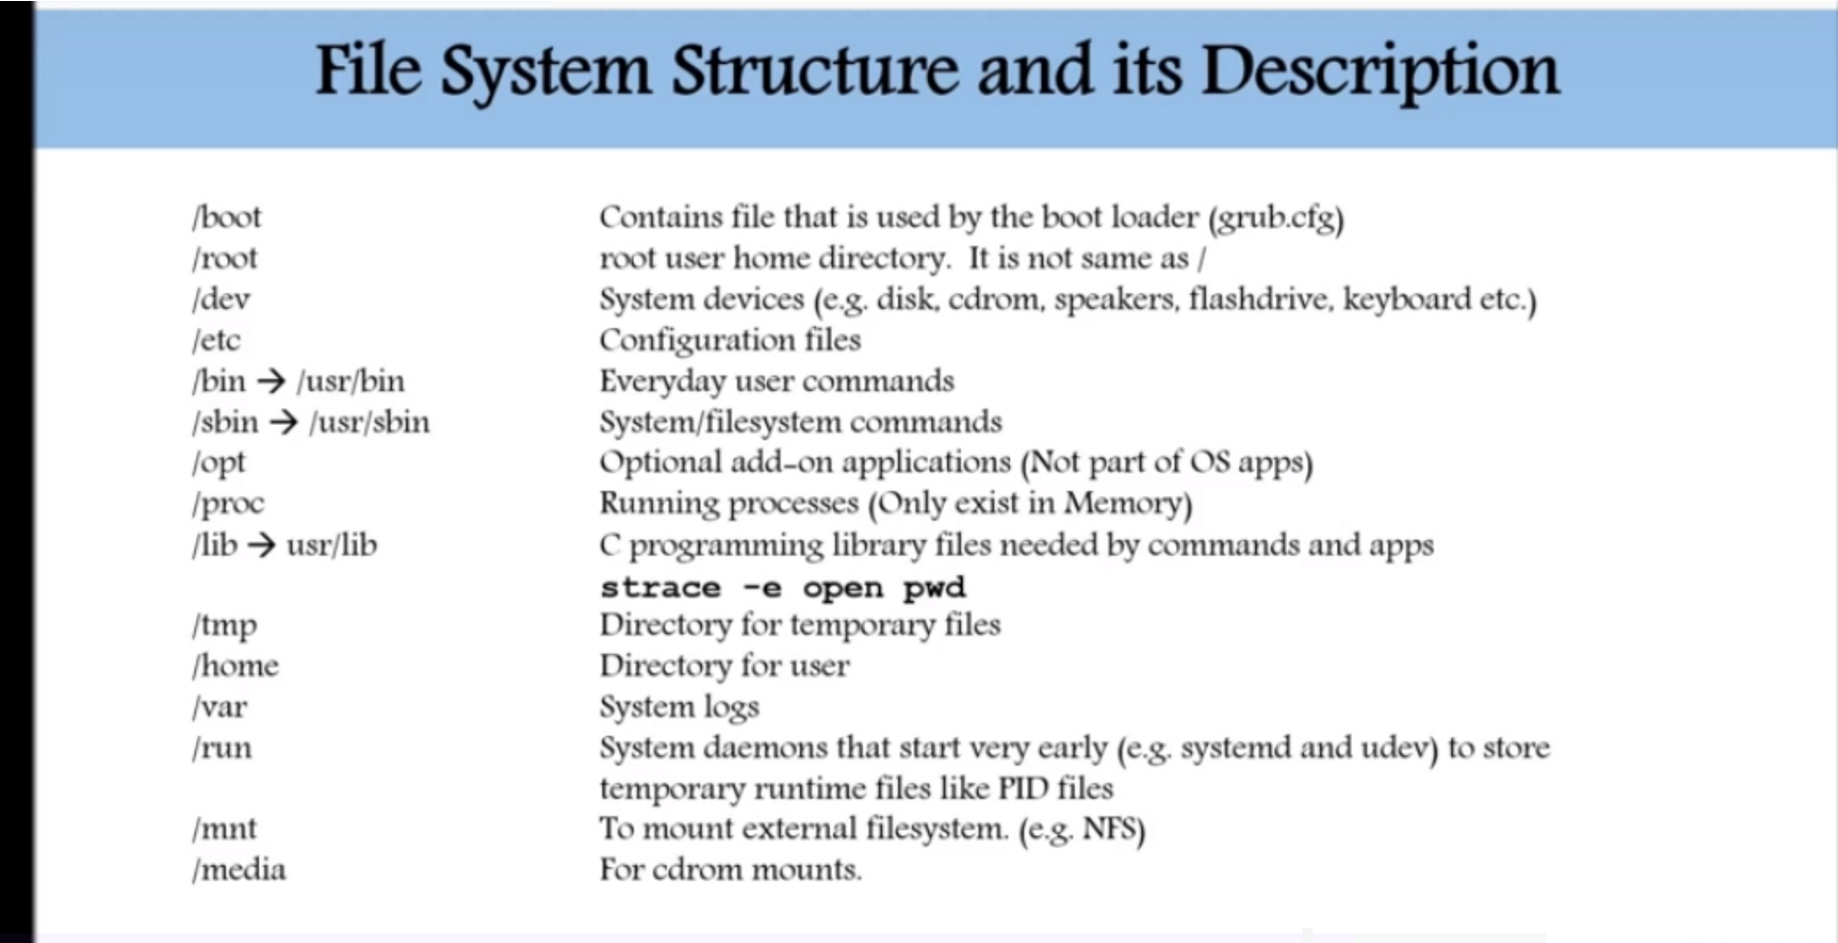 File System Structure and its Description
/boot Contains file that is used by the boot loader (grub.cfg)
/root root user home directory. It is not same as /
/dev System devices (e.g. disk, cdrom, speakers, flashdrive, keyboard etc.)
/etc Configuration files
/bin → /usr/bin Everyday user commands
/sbin → /usr/sbin System/filesystem commands
/opt Optional add-on applications (Not part of OS apps)
/proc Running processes (Only exist in Memory)
/lib → usr/lib C programming library files needed by commands and apps
strace -e open pwd
/tmp Directory for temporary files
/home Directory for user
/var System logs
/run System daemons that start very early (e.g. systemd and udev) to store
temporary runtime files like PID files
/mnt To mount external filesystem. (e.g. NFS)
/media For cdrom mounts.